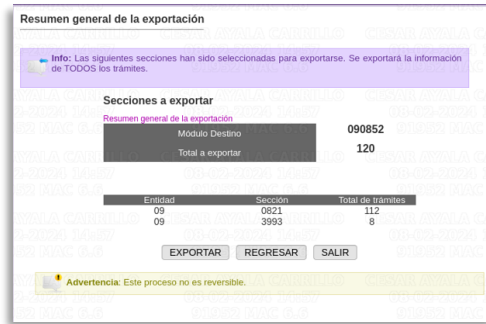 Resumen general de la exportación
Info: Las siguientes secciones han sido seleccionadas para exportarse. Se exportará la información
de TODOS los trámites.
Secciones a exportar
Resumen general de la exportación
Módulo Destino 090852
Total a exportar 120
Entidad Sección Total de trámites
09 0821 112
09 3993 8
EXPORTAR REGRESAR SALIR
Advertencia: Este proceso no es reversible.